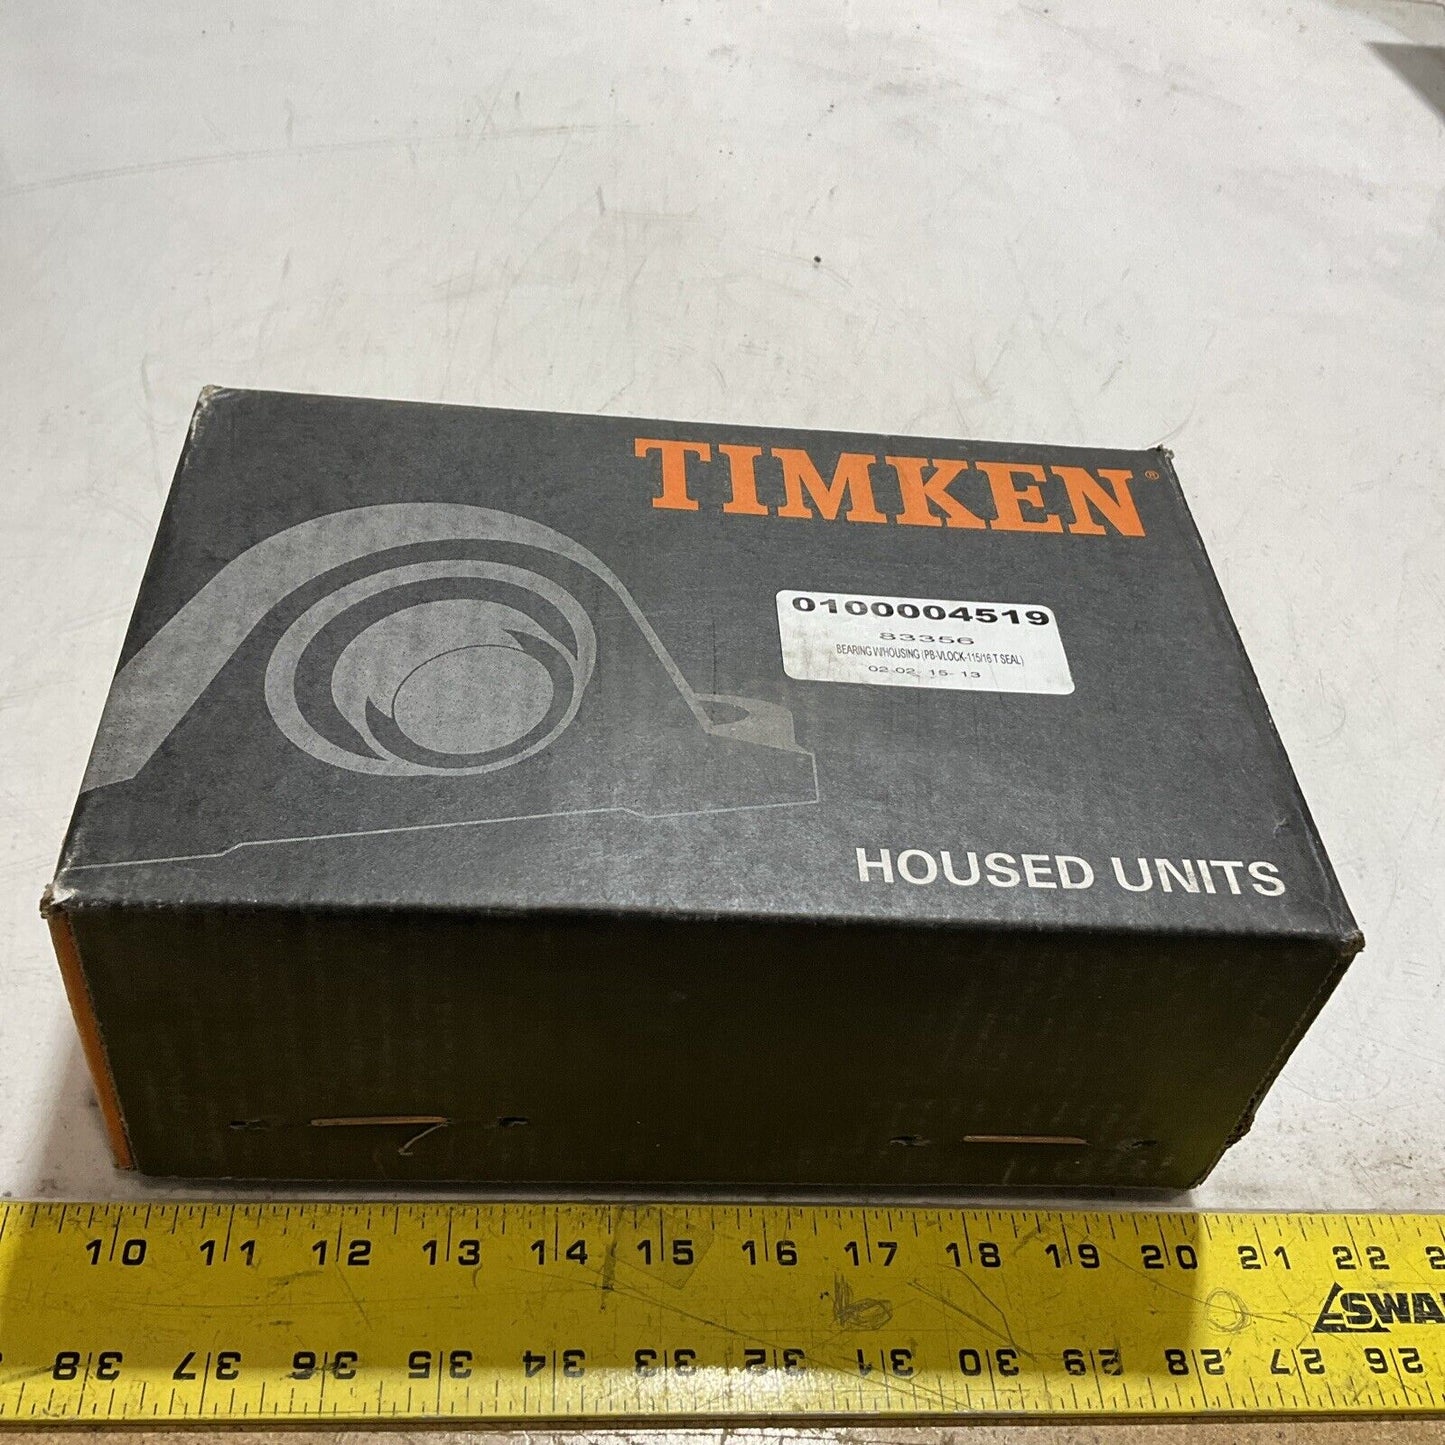 TIMKEN®
0100004519
83356
BEARING W/HOUSING (PB-VLOCK-115/16 T SEAL)
02-02 15- 13
HOUSED UNITS
10 11 12 13 14 15 16 17 18 19 20 21 22 2
SWA
38 37 36 35 34 33 32 31 30 29 28 27 26